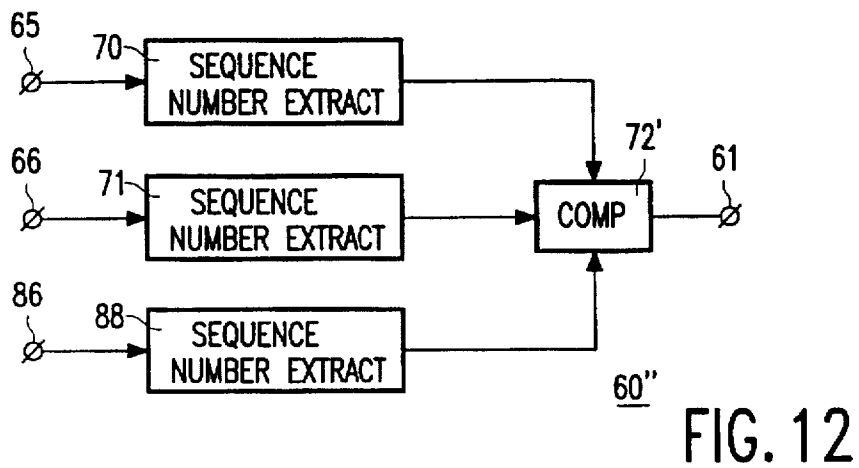 65
70
SEQUENCE
NUMBER EXTRACT
66
71
SEQUENCE
NUMBER EXTRACT
72'
61
COMP
86
88
SEQUENCE
NUMBER EXTRACT
60"
FIG. 12